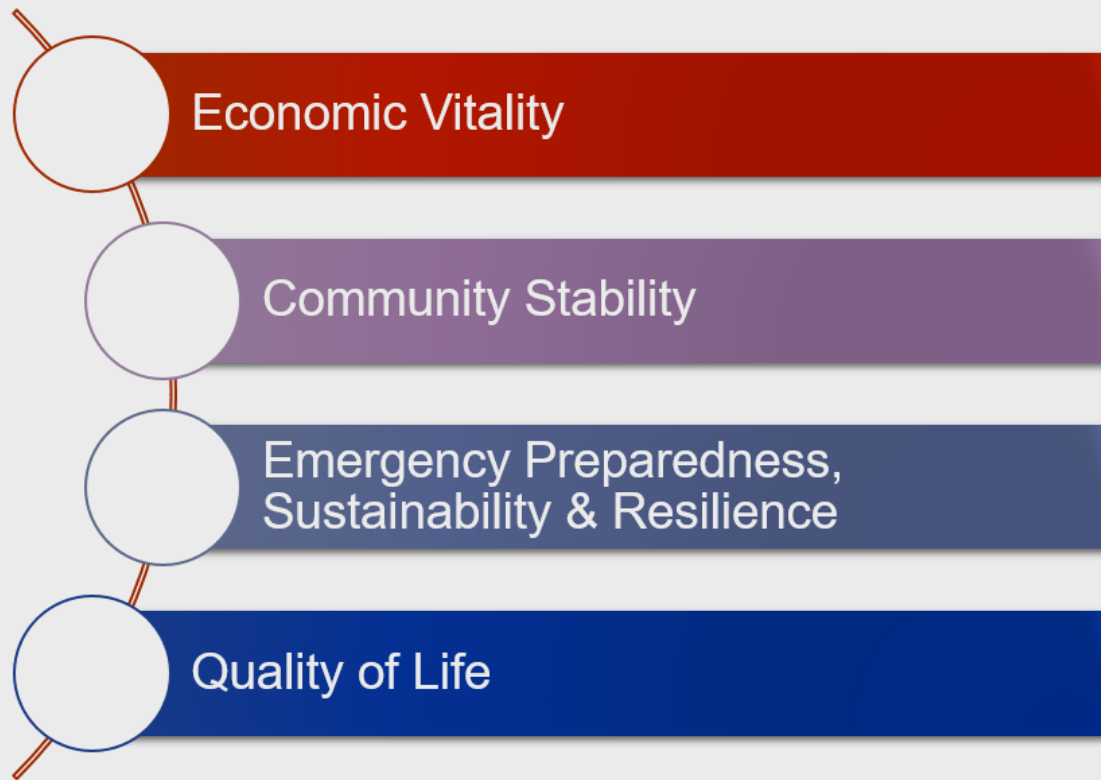 Economic Vitality
Community Stability
Emergency Preparedness,
Sustainability & Resilience
Quality of Life